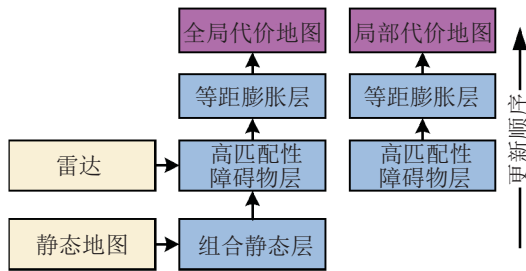 全局代价地图
局部代价地图
等距膨胀层
等距膨胀层
雷达
高匹配性
障碍物层
高匹配性
障碍物层
静态地图
组合静态层
更新顺序